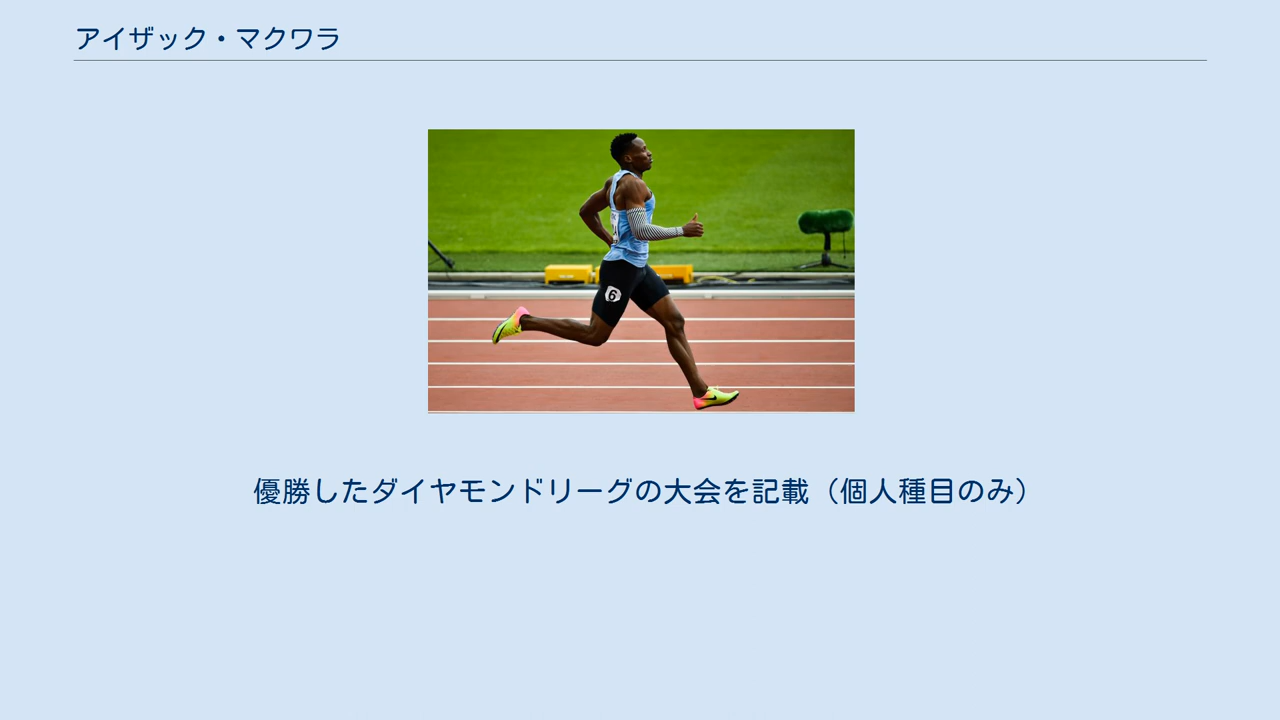 アイザック・マクワラ
6
優勝したダイヤモンドリーグの大会を記載（個人種目のみ）